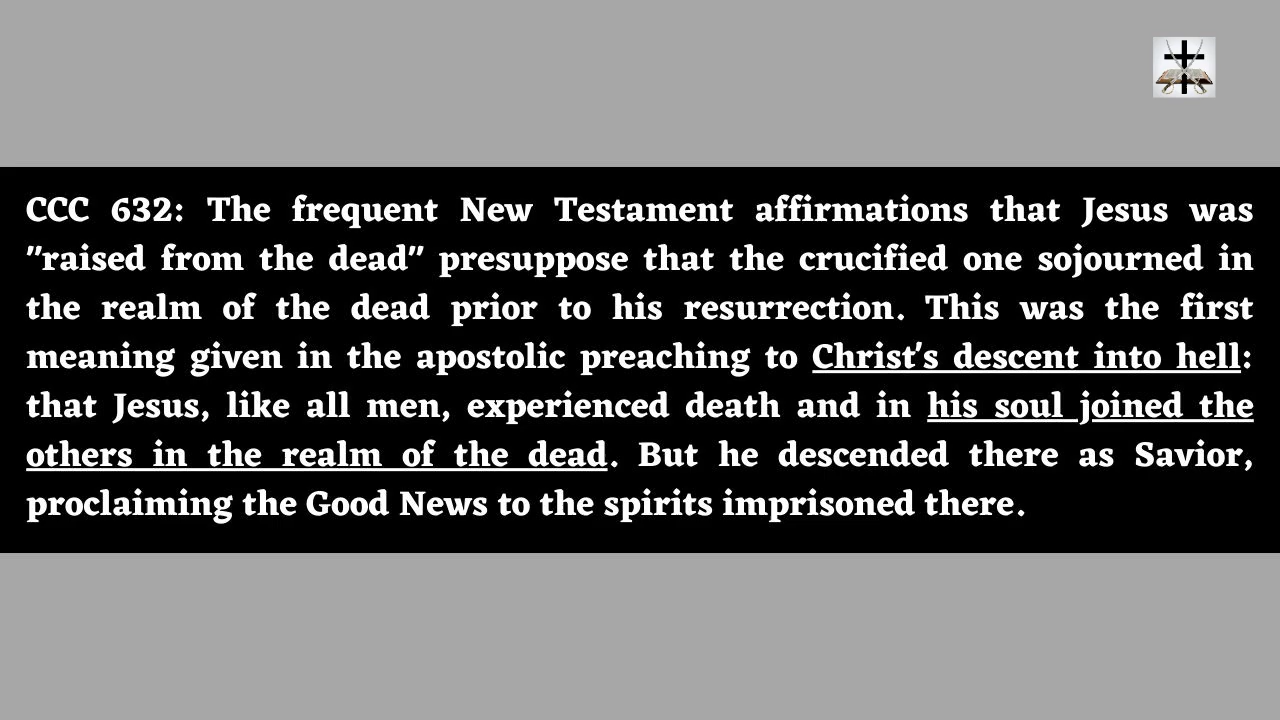 CCC 632: The frequent New Testament affirmations that Jesus was
"raised from the dead" presuppose that the crucified one sojourned in
the realm of the dead prior to his resurrection. This was the first
meaning given in the apostolic preaching to Christ's descent into hell:
that Jesus, like all men, experienced death and in his soul joined the
others in the realm of the dead. But he descended there as Savior,
proclaiming the Good News to the spirits imprisoned there.